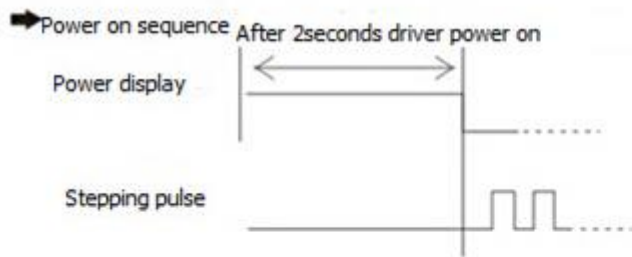 Power on sequence After 2seconds driver power on
Power display
Stepping pulse